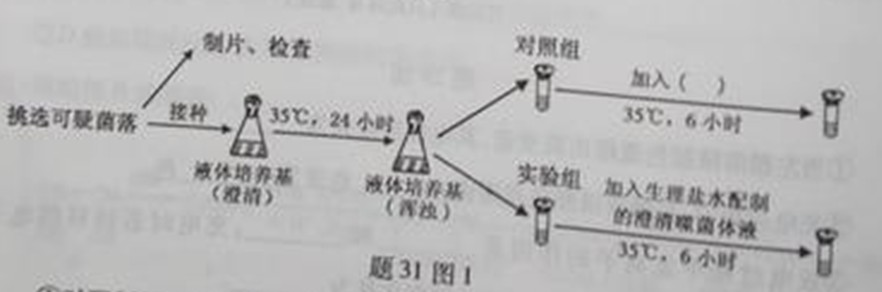 制片、检查
挑选可疑菌落
接种
液体培养基
（澄清）
35℃，24小时
液体培养基
（浑浊）
对照组
加入（ ）
35℃，6小时
实验组
加入生理盐水配制
的澄清噬菌体液
35℃，6小时
题31图1